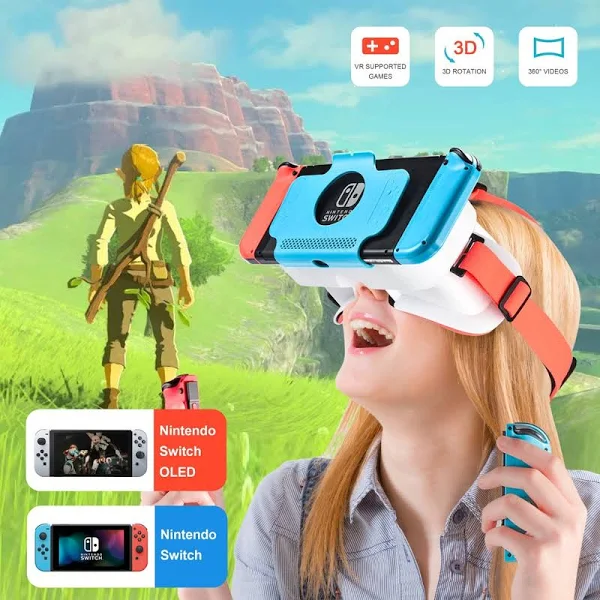 VR SUPPORTED
GAMES
3D
3D ROTATION
360° VIDEOS
NINTENDO
SWITCH
Nintendo
Switch
OLED
Nintendo
Switch
NINTENDO
SWITCH